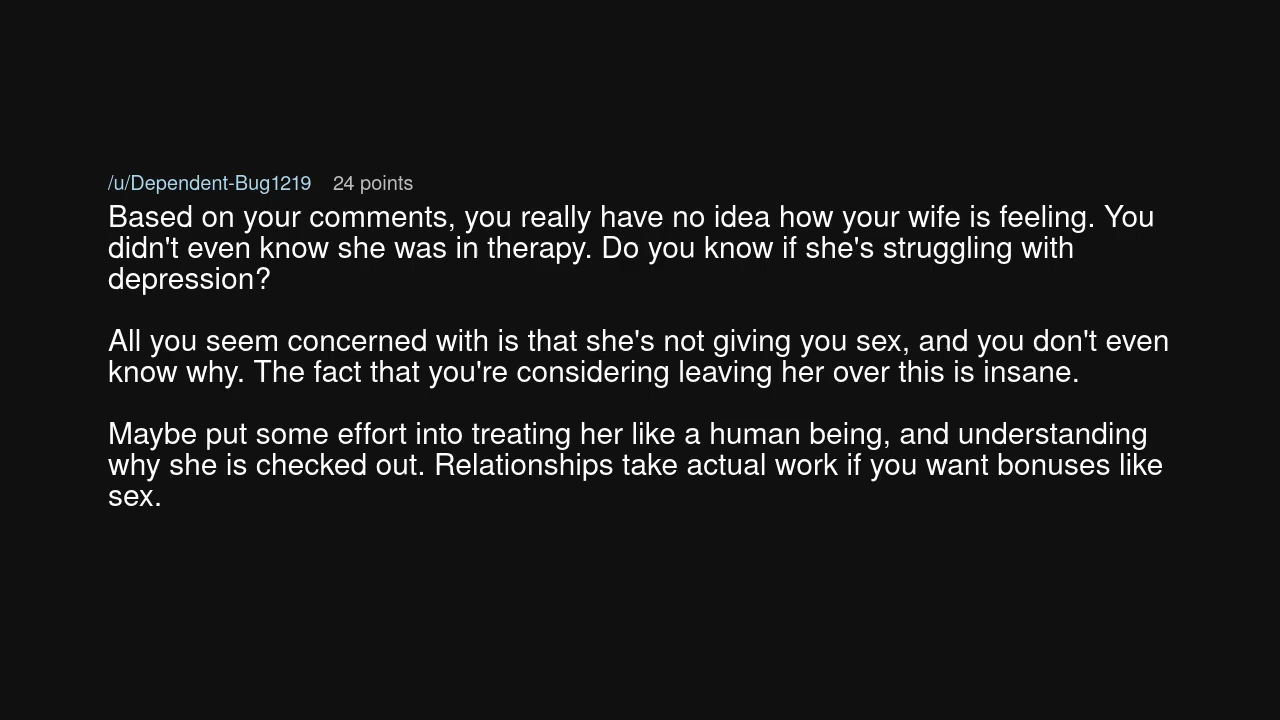 /u/Dependent-Bug1219 24 points
Based on your comments, you really have no idea how your wife is feeling. You
didn't even know she was in therapy. Do you know if she's struggling with
depression?
All you seem concerned with is that she's not giving you sex, and you don't even
know why. The fact that you're considering leaving her over this is insane.
Maybe put some effort into treating her like a human being, and understanding
why she is checked out. Relationships take actual work if you want bonuses like
sex.